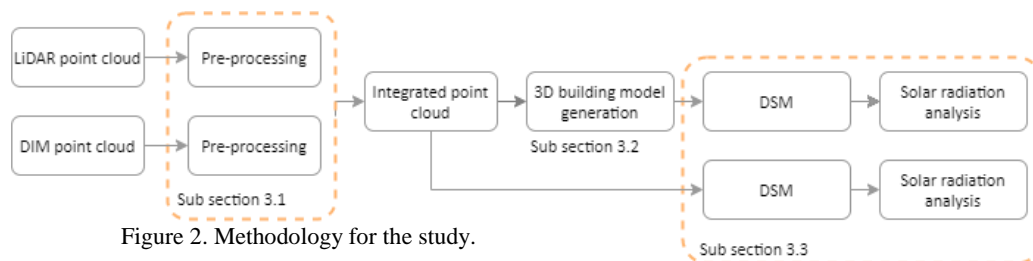 LiDAR point cloud
Pre-processing
DIM point cloud
Pre-processing
Sub section 3.1
Integrated point
cloud
3D building model
generation
Sub section 3.2
DSM
Solar radiation
analysis
DSM
Solar radiation
analysis
Sub section 3.3
Figure 2. Methodology for the study.